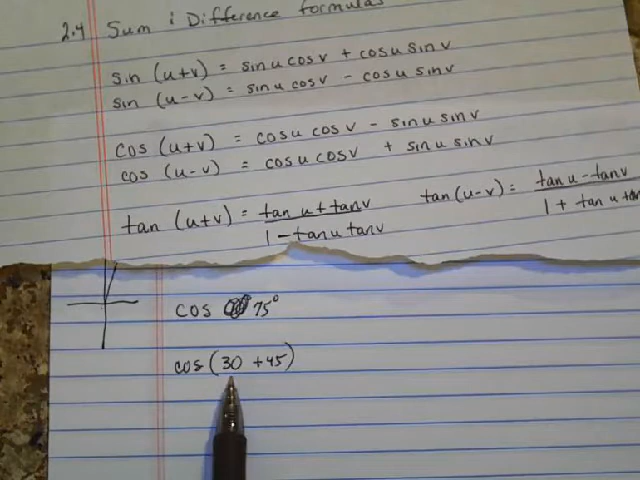 2.4 Sum & Difference formulas
sin (u+v) = sin u cos v + cos u sin v
sin (u-v) = sin u cos v - cos u sin v
cos (u+v) = cos u cos v - sin u sin v
cos (u-v) = cos u cos v + sin u sin v
tan (u+v) = tan u + tan v / 1 - tan u tan v
tan (u-v) = tan u - tan v / 1 + tan u tan
cos 75°
cos (30 + 45)